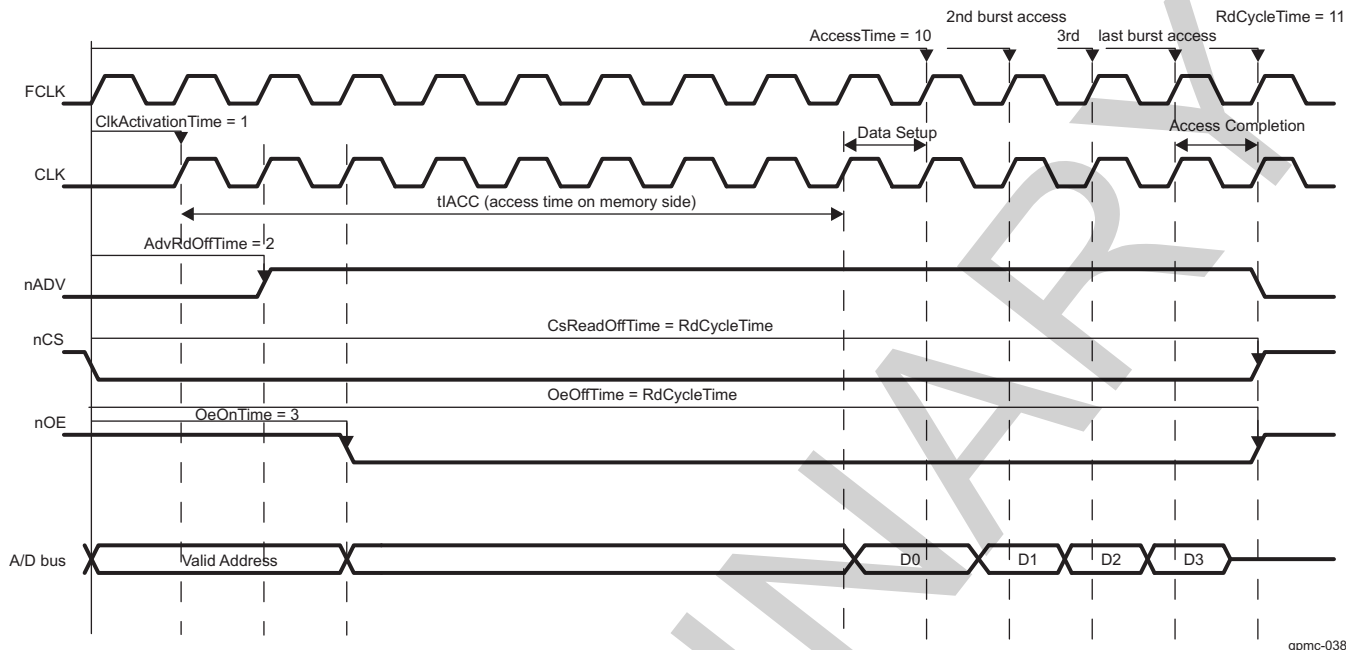 2nd burst access
RdCycleTime = 11
AccessTime = 10
3rd
last burst access
FCLK
ClkActivationTime = 1
Data Setup
Access Completion
CLK
tIACC (access time on memory side)
AdvRdOffTime = 2
nADV
CsReadOffTime = RdCycleTime
nCS
OeOffTime = RdCycleTime
OeOnTime = 3
nOE
A/D bus
Valid Address
D0
D1
D2
D3
gpmc-038